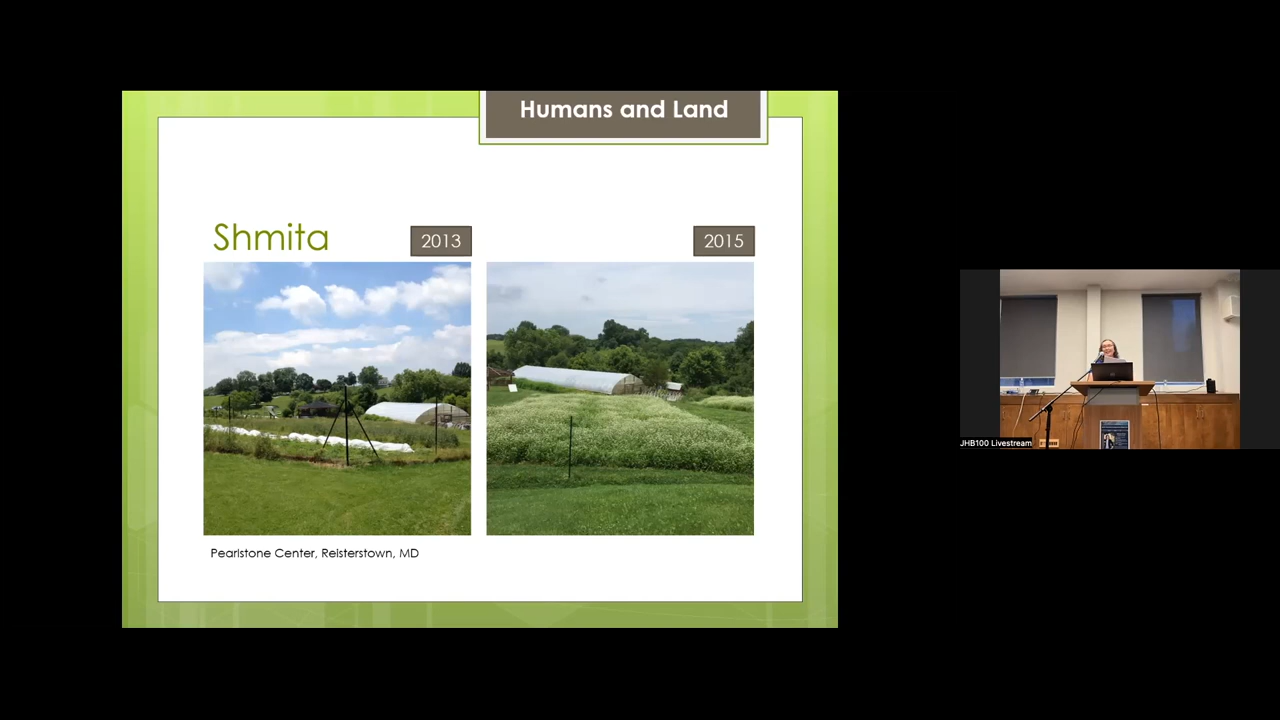 Humans and Land
Shmita
2013
2015
Pearlstone Center, Reisterstown, MD
JHB100 Livestream